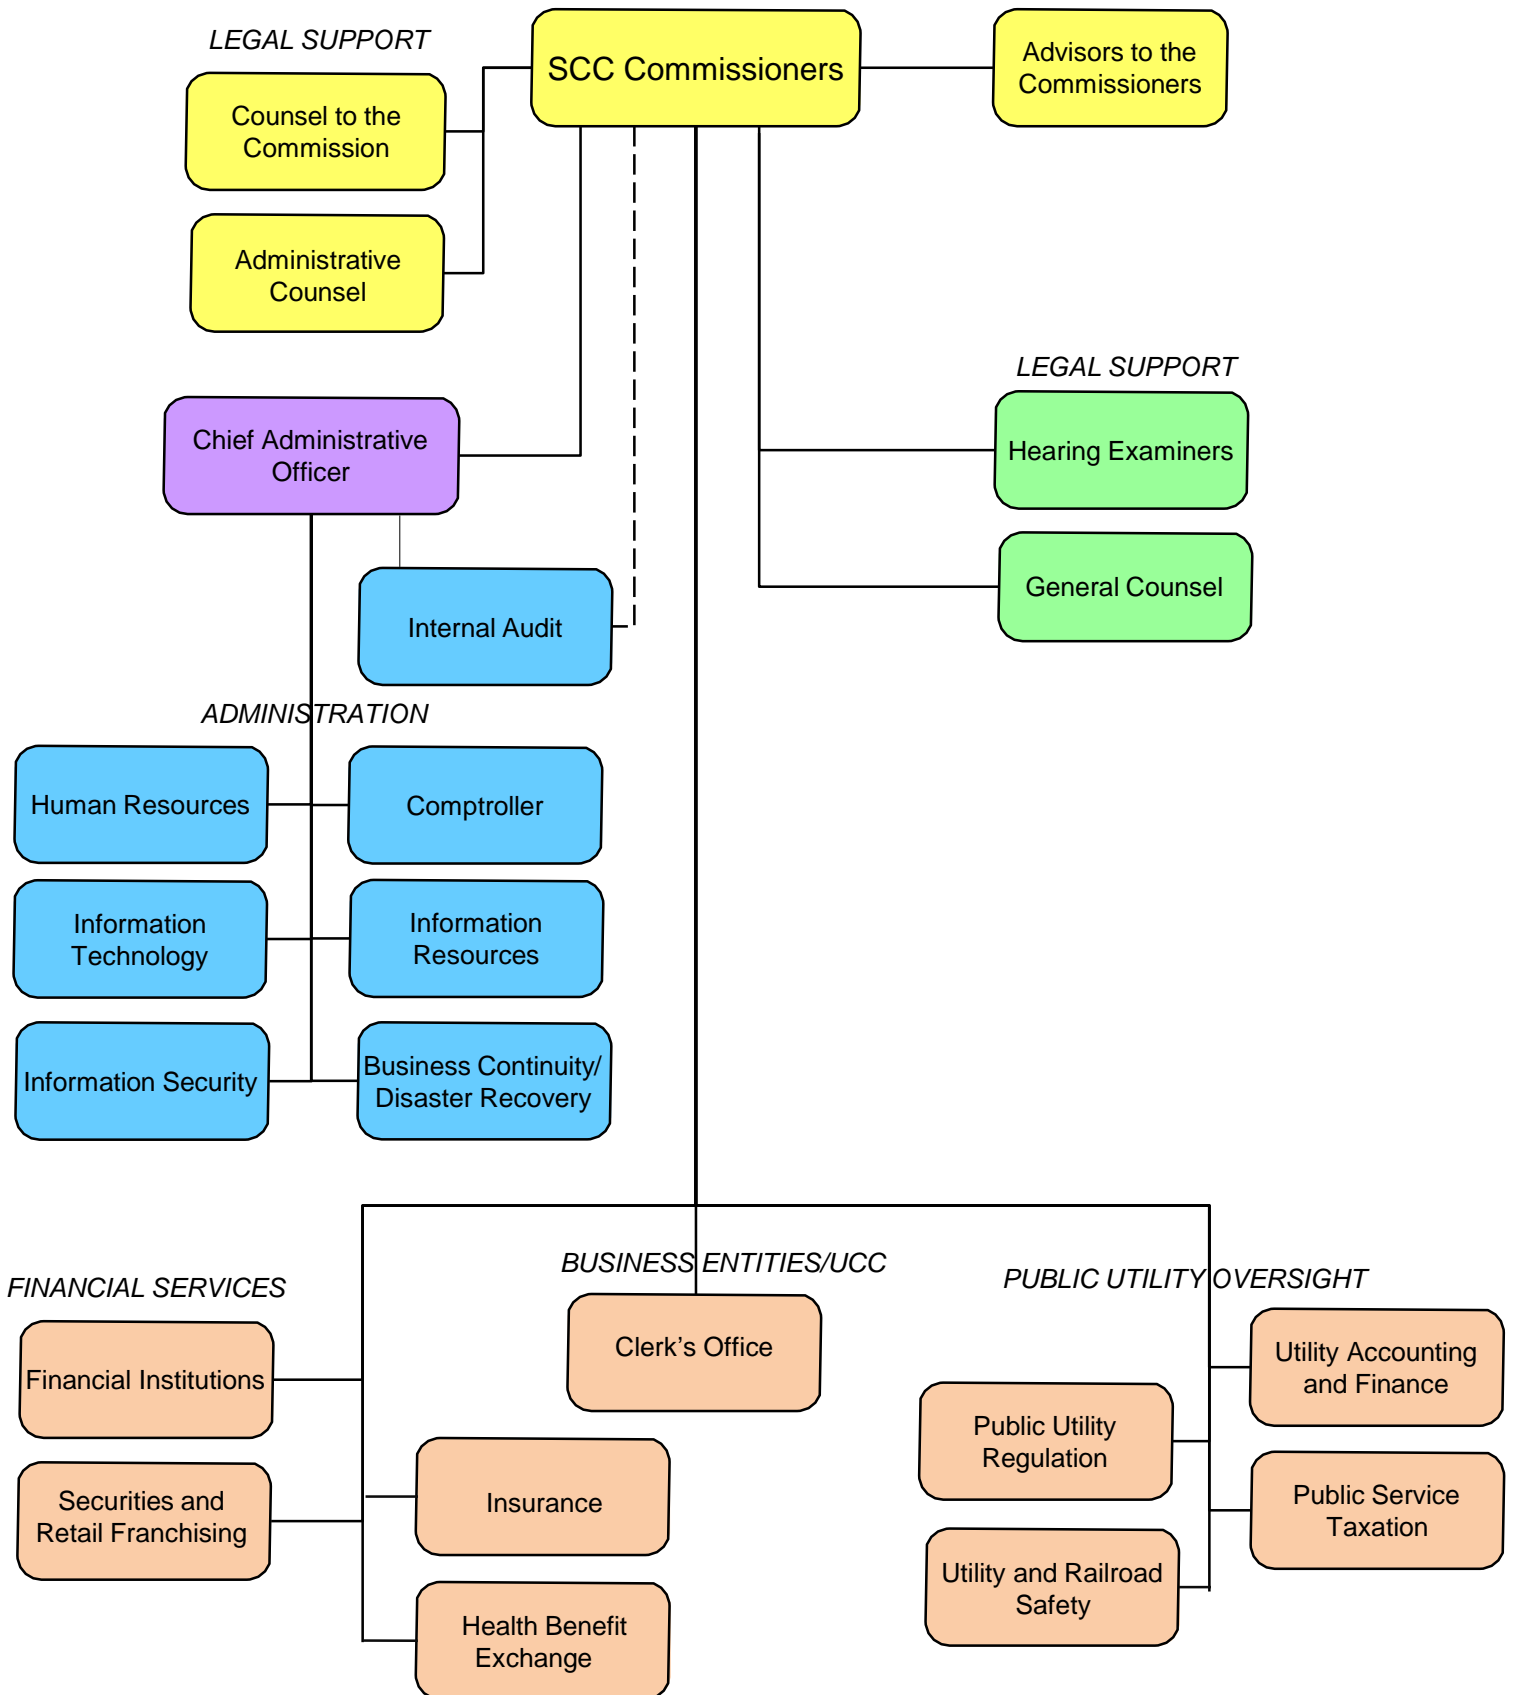 LEGAL SUPPORT
SCC Commissioners
Advisors to the
Commissioners
Counsel to the
Commission
Administrative
Counsel
LEGAL SUPPORT
Chief Administrative
Officer
Hearing Examiners
General Counsel
Internal Audit
ADMINISTRATION
Human Resources
Comptroller
Information
Technology
Information
Resources
Information Security
Business Continuity/
Disaster Recovery
FINANCIAL SERVICES
BUSINESS ENTITIES/UCC
PUBLIC UTILITY OVERSIGHT
Financial Institutions
Clerk’s Office
Utility Accounting
and Finance
Public Utility
Regulation
Securities and
Retail Franchising
Insurance
Public Service
Taxation
Utility and Railroad
Safety
Health Benefit
Exchange